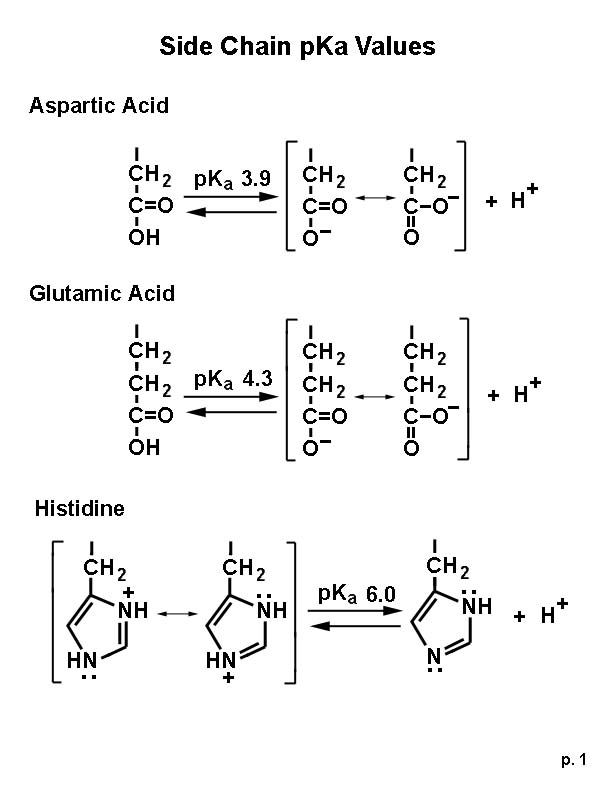 Side Chain pKa Values
Aspartic Acid
CH2 pKa 3.9 CH2 CH2
C=O C=O C–O– + H+
OH O– O
Glutamic Acid
CH2 CH2 CH2
CH2 pKa 4.3 CH2 CH2
C=O C=O C–O– + H+
OH O– O
Histidine
CH2 CH2 pKa 6.0 CH2
+ NH NH NH + H+
HN HN N
+
p. 1